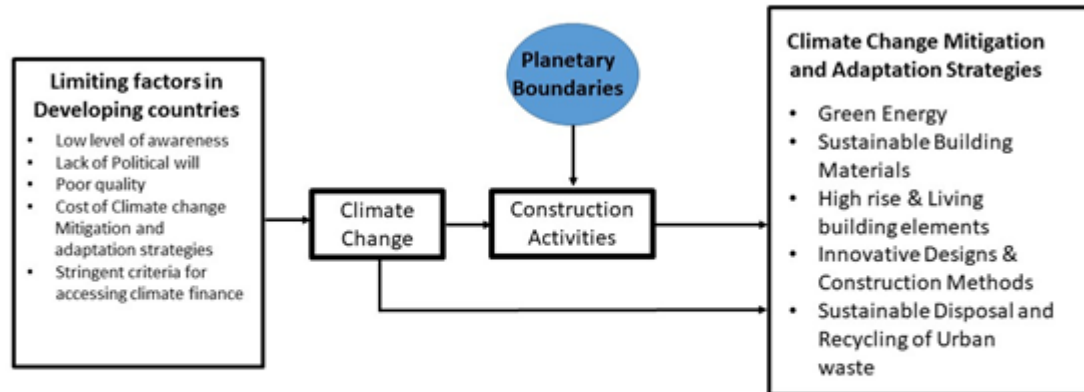 Limiting factors in
Developing countries
• Low level of awareness
• Lack of Political will
• Poor quality
• Cost of Climate change
Mitigation and
adaptation strategies
• Stringent criteria for
accessing climate finance
Climate
Change
Planetary
Boundaries
Construction
Activities
Climate Change Mitigation
and Adaptation Strategies
• Green Energy
• Sustainable Building
Materials
• High rise & Living
building elements
• Innovative Designs &
Construction Methods
• Sustainable Disposal and
Recycling of Urban
waste